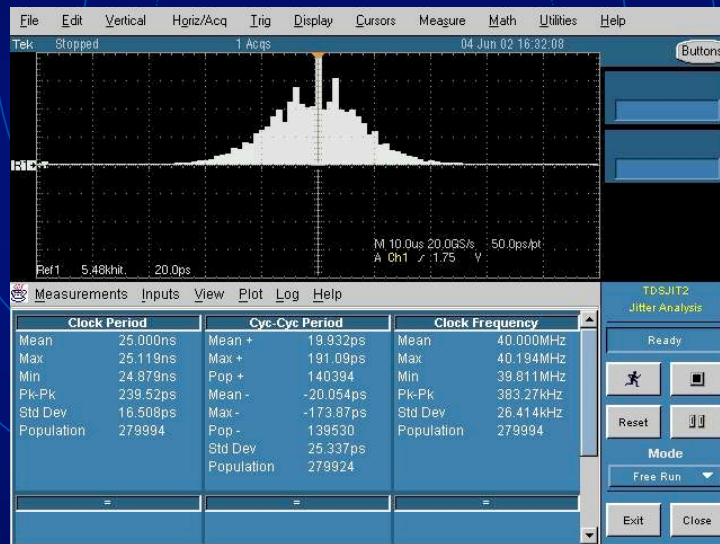 File Edit Vertical Horiz/Acq Trig Display Cursors Measure Math Utilities Help
Tek Stopped 1 Acqs 04 Jun 02 16:32:08
Buttons
R1
M 10.0us 20.0GS/s 50.0ps/pt
A Ch1 1.75 V
Ref1 5.48khit. 20.0ps
Measurements Inputs View Plot Log Help
TDSJIT2
Jitter Analysis
Clock Period Cyc-Cyc Period Clock Frequency
Mean 25.000ns Mean + 19.932ps Mean 40.000MHz
Max 25.119ns Max + 191.09ps Max 40.194MHz
Min 24.879ns Pop + 140394 Min 39.811MHz
Pk-Pk 239.52ps Mean - -20.054ps Pk-Pk 383.27kHz
Std Dev 16.508ps Max - -173.87ps Std Dev 26.414kHz
Population 279994 Pop - 139530 Population 279994
Std Dev 25.337ps
Population 279924
= = =
Ready
Reset
Mode
Free Run
Exit Close